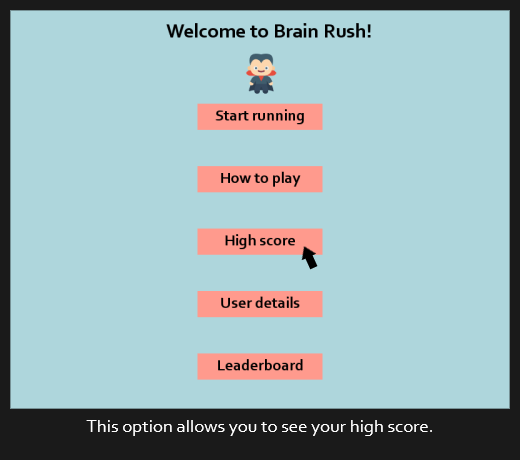 Welcome to Brain Rush!
Start running
How to play
High score
User details
Leaderboard
This option allows you to see your high score.